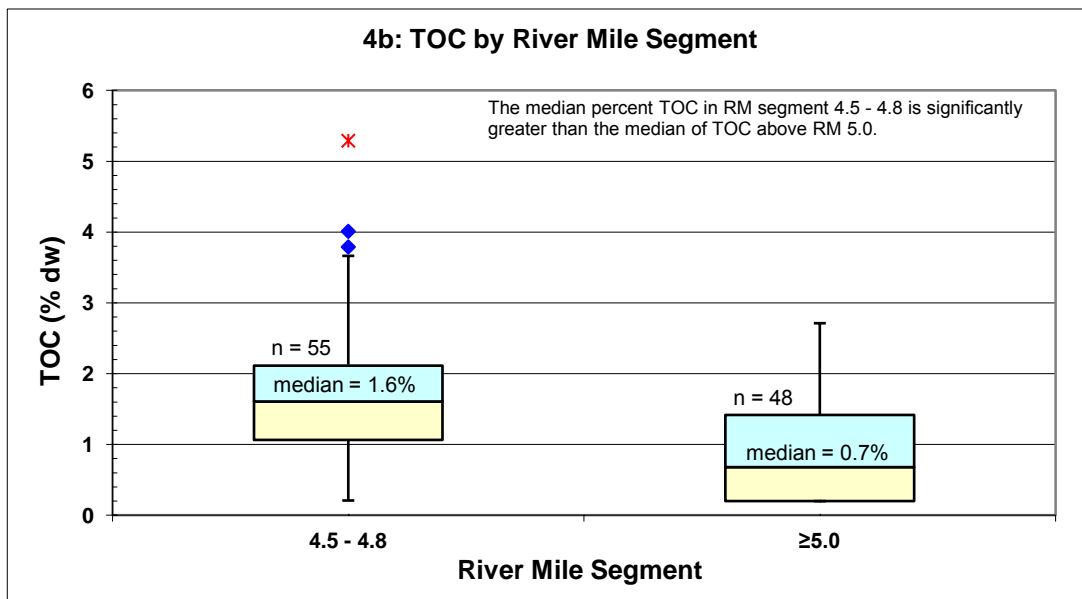 4b: TOC by River Mile Segment
The median percent TOC in RM segment 4.5 - 4.8 is significantly
greater than the median of TOC above RM 5.0.
TOC (% dw)
6
5
4
3
2
1
0
n = 55
median = 1.6%
n = 48
median = 0.7%
4.5 - 4.8
≥5.0
River Mile Segment